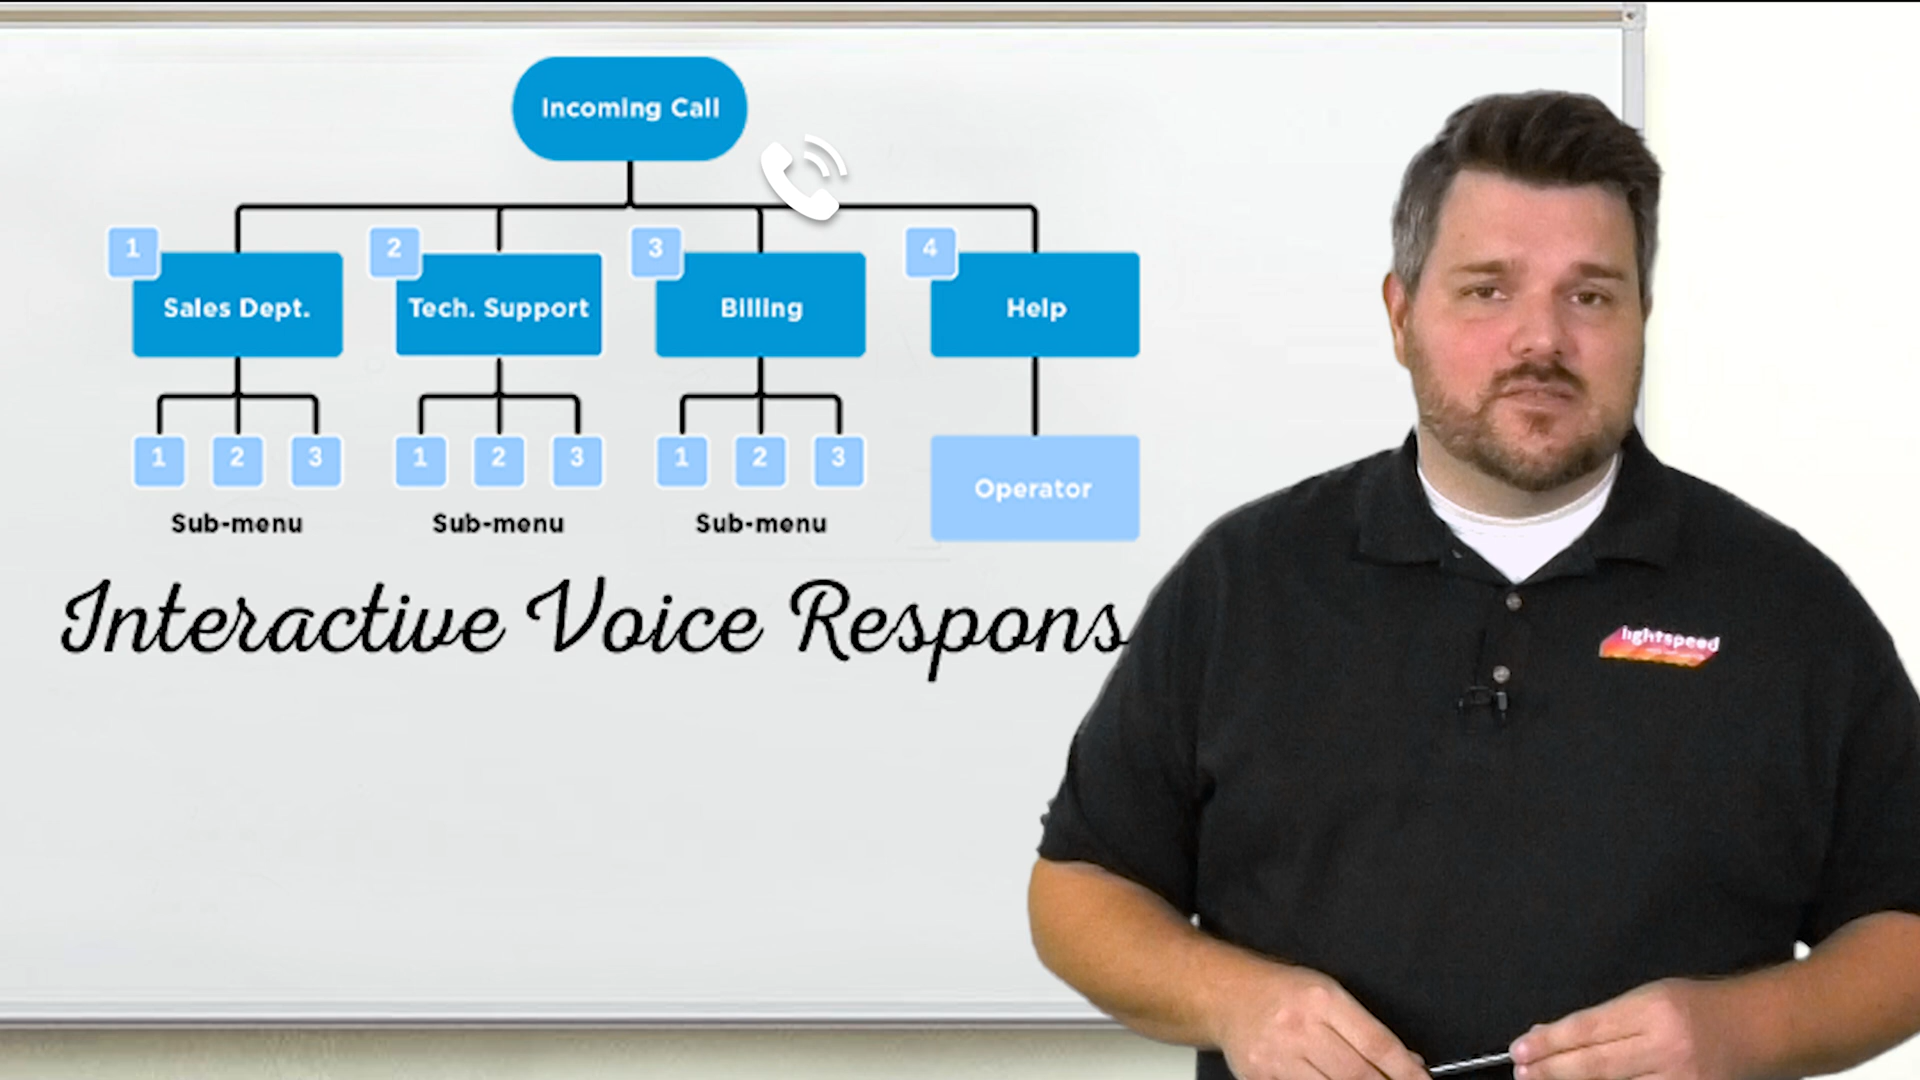 Incoming Call
1 2 3 4
Sales Dept. Tech. Support Billing Help
1 2 3 1 2 3 1 2 3
Operator
Sub-menu Sub-menu Sub-menu
Interactive Voice Respons
lightspeed